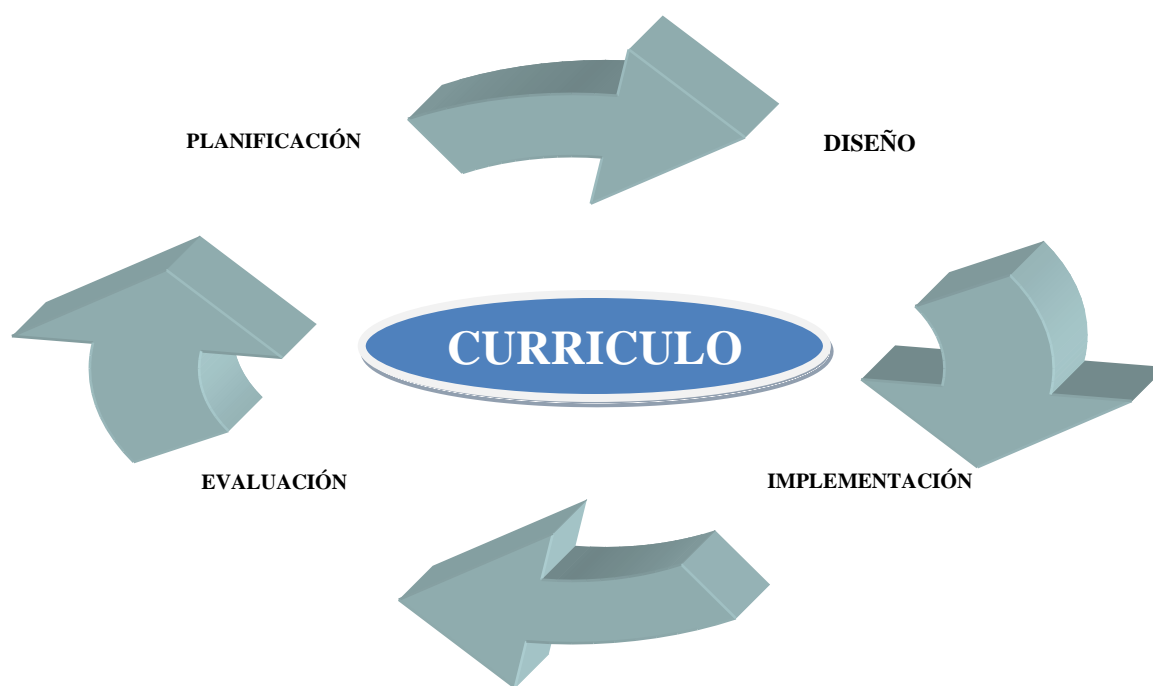 PLANIFICACIÓN
DISEÑO
CURRICULO
EVALUACIÓN
IMPLEMENTACIÓN